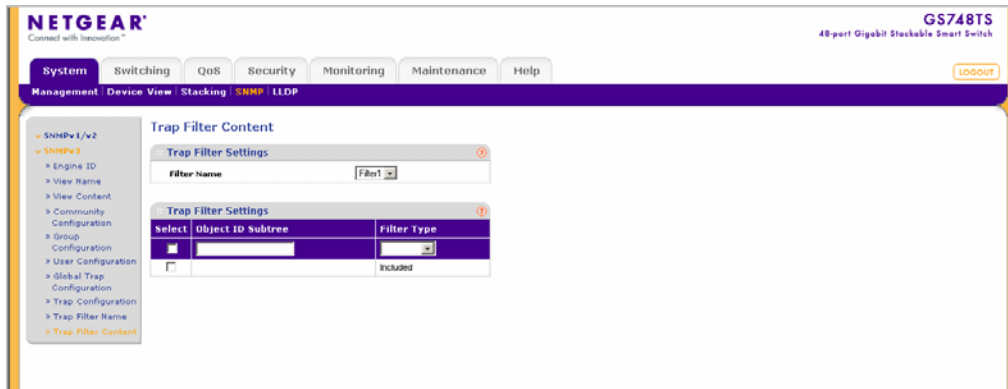 NETGEAR
Connect with Innovation™
GS748TS
48-port Gigabit Stackable Smart Switch
System Switching QoS Security Monitoring Maintenance Help
LOGOUT
Management Device View Stacking SNMP LLDP
SNMPv1/v2
SNMPv3
Engine ID
View Name
View Content
Community
Configuration
Group
Configuration
User Configuration
Global Trap
Configuration
Trap Configuration
Trap Filter Name
Trap Filter Content
Trap Filter Content
Trap Filter Settings
Filter Name Filter1
Trap Filter Settings
Select Object ID Subtree Filter Type
Included